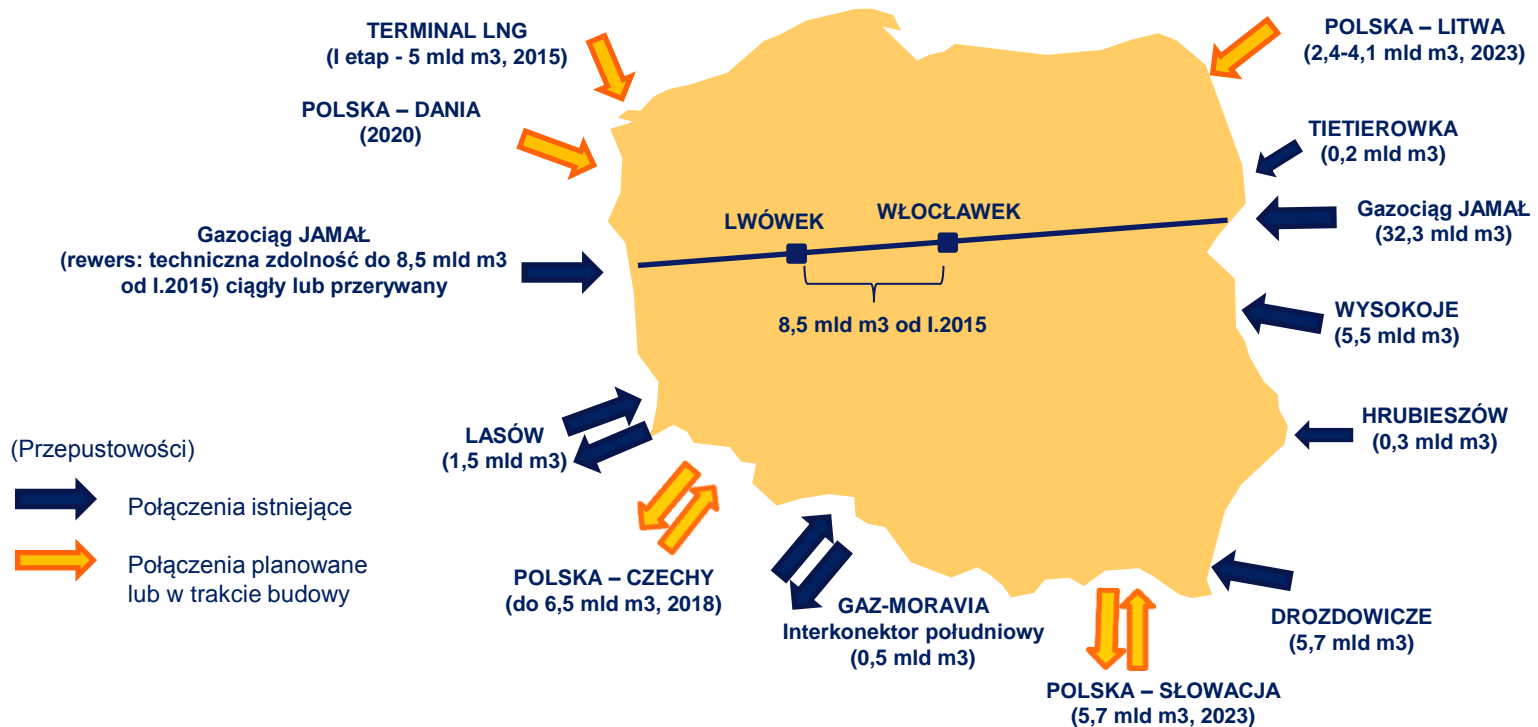 TERMINAL LNG
(I etap - 5 mld m3, 2015)
POLSKA – LITWA
(2,4-4,1 mld m3, 2023)
POLSKA – DANIA
(2020)
TIETIEROWKA
(0,2 mld m3)
Gazociąg JAMAŁ
(32,3 mld m3)
LWÓWEK
WŁOCŁAWEK
Gazociąg JAMAŁ
(rewers: techniczna zdolność do 8,5 mld m3
od I.2015) ciągły lub przerywany
8,5 mld m3 od I.2015
WYSOKOJE
(5,5 mld m3)
HRUBIESZÓW
(0,3 mld m3)
LASÓW
(1,5 mld m3)
(Przepustowości)
Połączenia istniejące
Połączenia planowane
lub w trakcie budowy
POLSKA – CZECHY
(do 6,5 mld m3, 2018)
GAZ-MORAVIA
Interkonektor południowy
(0,5 mld m3)
DROZDOWICZE
(5,7 mld m3)
POLSKA – SŁOWACJA
(5,7 mld m3, 2023)